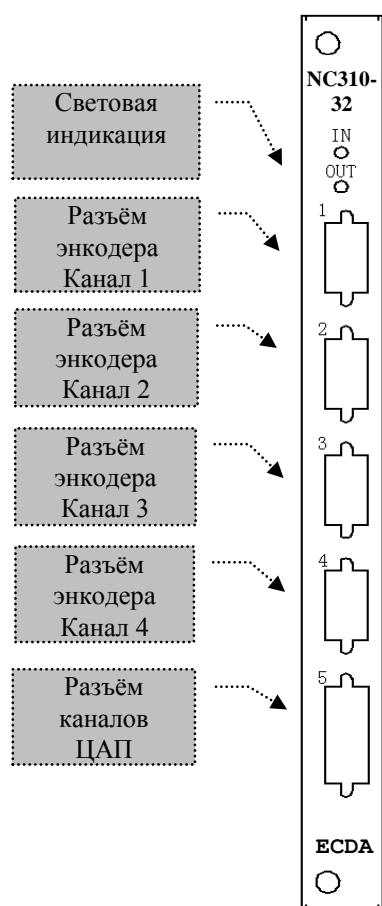 NC310-
32
IN
OUT
Световая
индикация
1
Разъём
энкодера
Канал 1
2
Разъём
энкодера
Канал 2
3
Разъём
энкодера
Канал 3
4
Разъём
энкодера
Канал 4
5
Разъём
каналов
ЦАП
ECDA